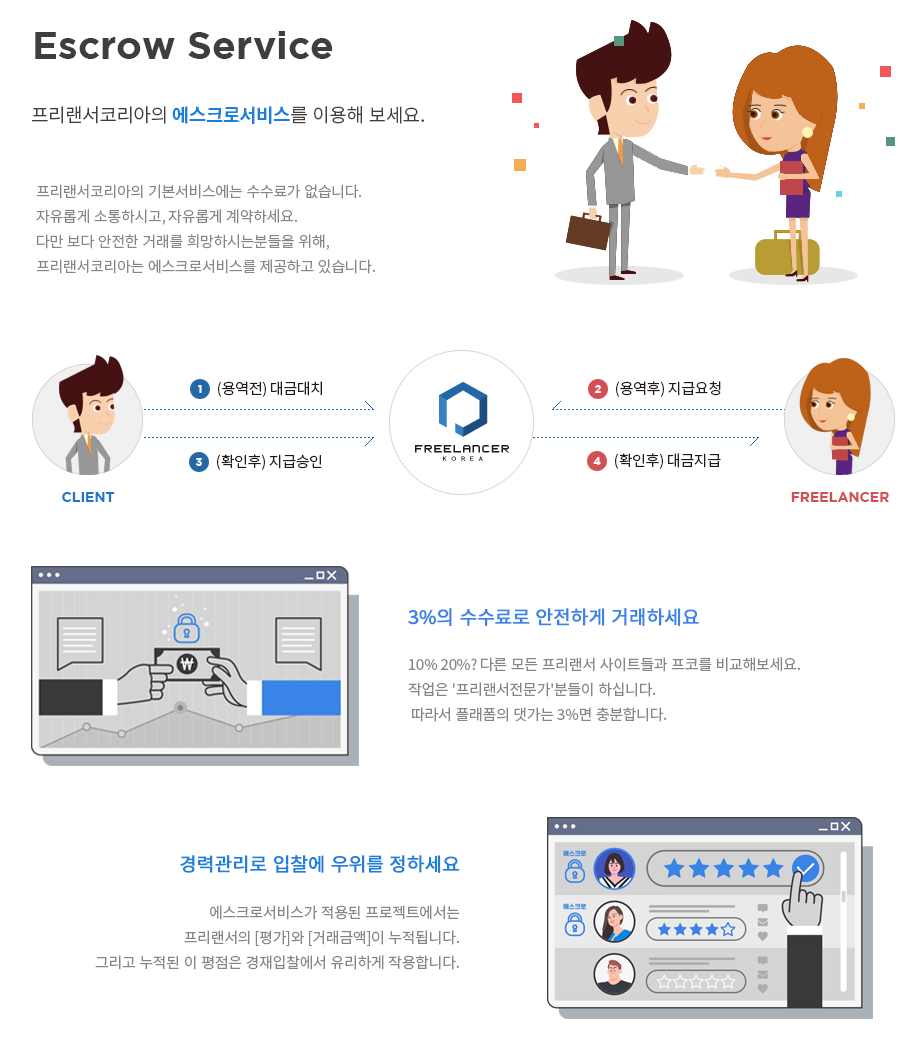 Escrow Service
프리랜서코리아의 에스크로서비스를 이용해 보세요.
프리랜서코리아의 기본서비스에는 수수료가 없습니다.
자유롭게 소통하시고, 자유롭게 계약하세요.
다만 보다 안전한 거래를 희망하시는분들을 위해,
프리랜서코리아는 에스크로서비스를 제공하고 있습니다.
1 (용역전) 대금대치
2 (용역후) 지급요청
FREELANCER
KOREA
3 (확인후) 지급승인
4 (확인후) 대금지급
CLIENT
FREELANCER
₩
3%의 수수료로 안전하게 거래하세요
10% 20%? 다른 모든 프리랜서 사이트들과 프코를 비교해보세요.
작업은 '프리랜서전문가'분들이 하십니다.
따라서 플래폼의 댓가는 3%면 충분합니다.
경력관리로 입찰에 우위를 정하세요
에스크로서비스가 적용된 프로젝트에서는
프리랜서의 [평가]와 [거래금액]이 누적됩니다.
그리고 누적된 이 평점은 경재입찰에서 유리하게 작용합니다.
에스크로
에스크로